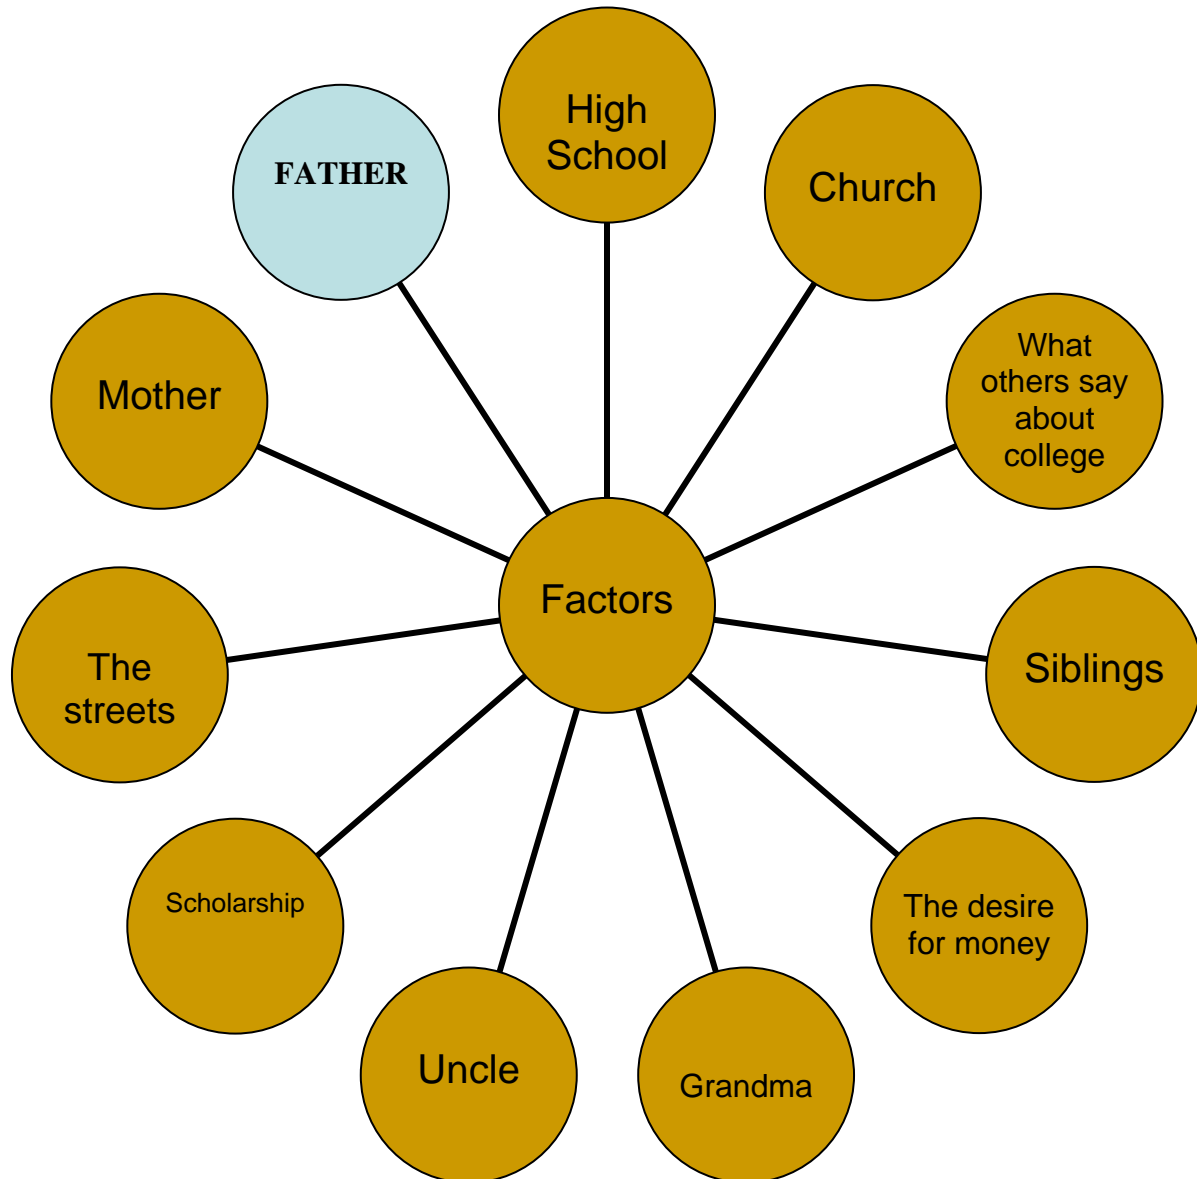 High
School
FATHER
Church
What
others say
about
college
Mother
Factors
The
streets
Siblings
Scholarship
The desire
for money
Uncle
Grandma